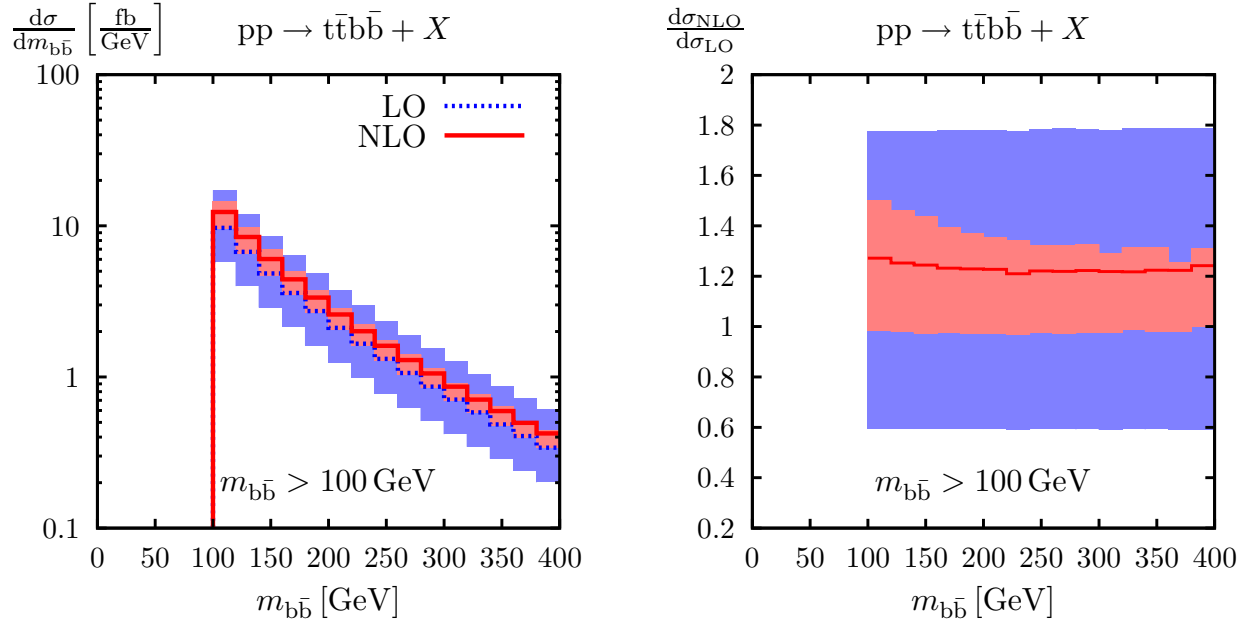 dσ/dm_bb̄ [fb/GeV] pp → tt̄bb̄ + X
100
10
1
0.1
LO
NLO
m_bb̄ > 100 GeV
0 50 100 150 200 250 300 350 400
m_bb̄ [GeV]
dσ_NLO/dσ_LO pp → tt̄bb̄ + X
2
1.8
1.6
1.4
1.2
1
0.8
0.6
0.4
0.2
m_bb̄ > 100 GeV
0 50 100 150 200 250 300 350 400
m_bb̄ [GeV]